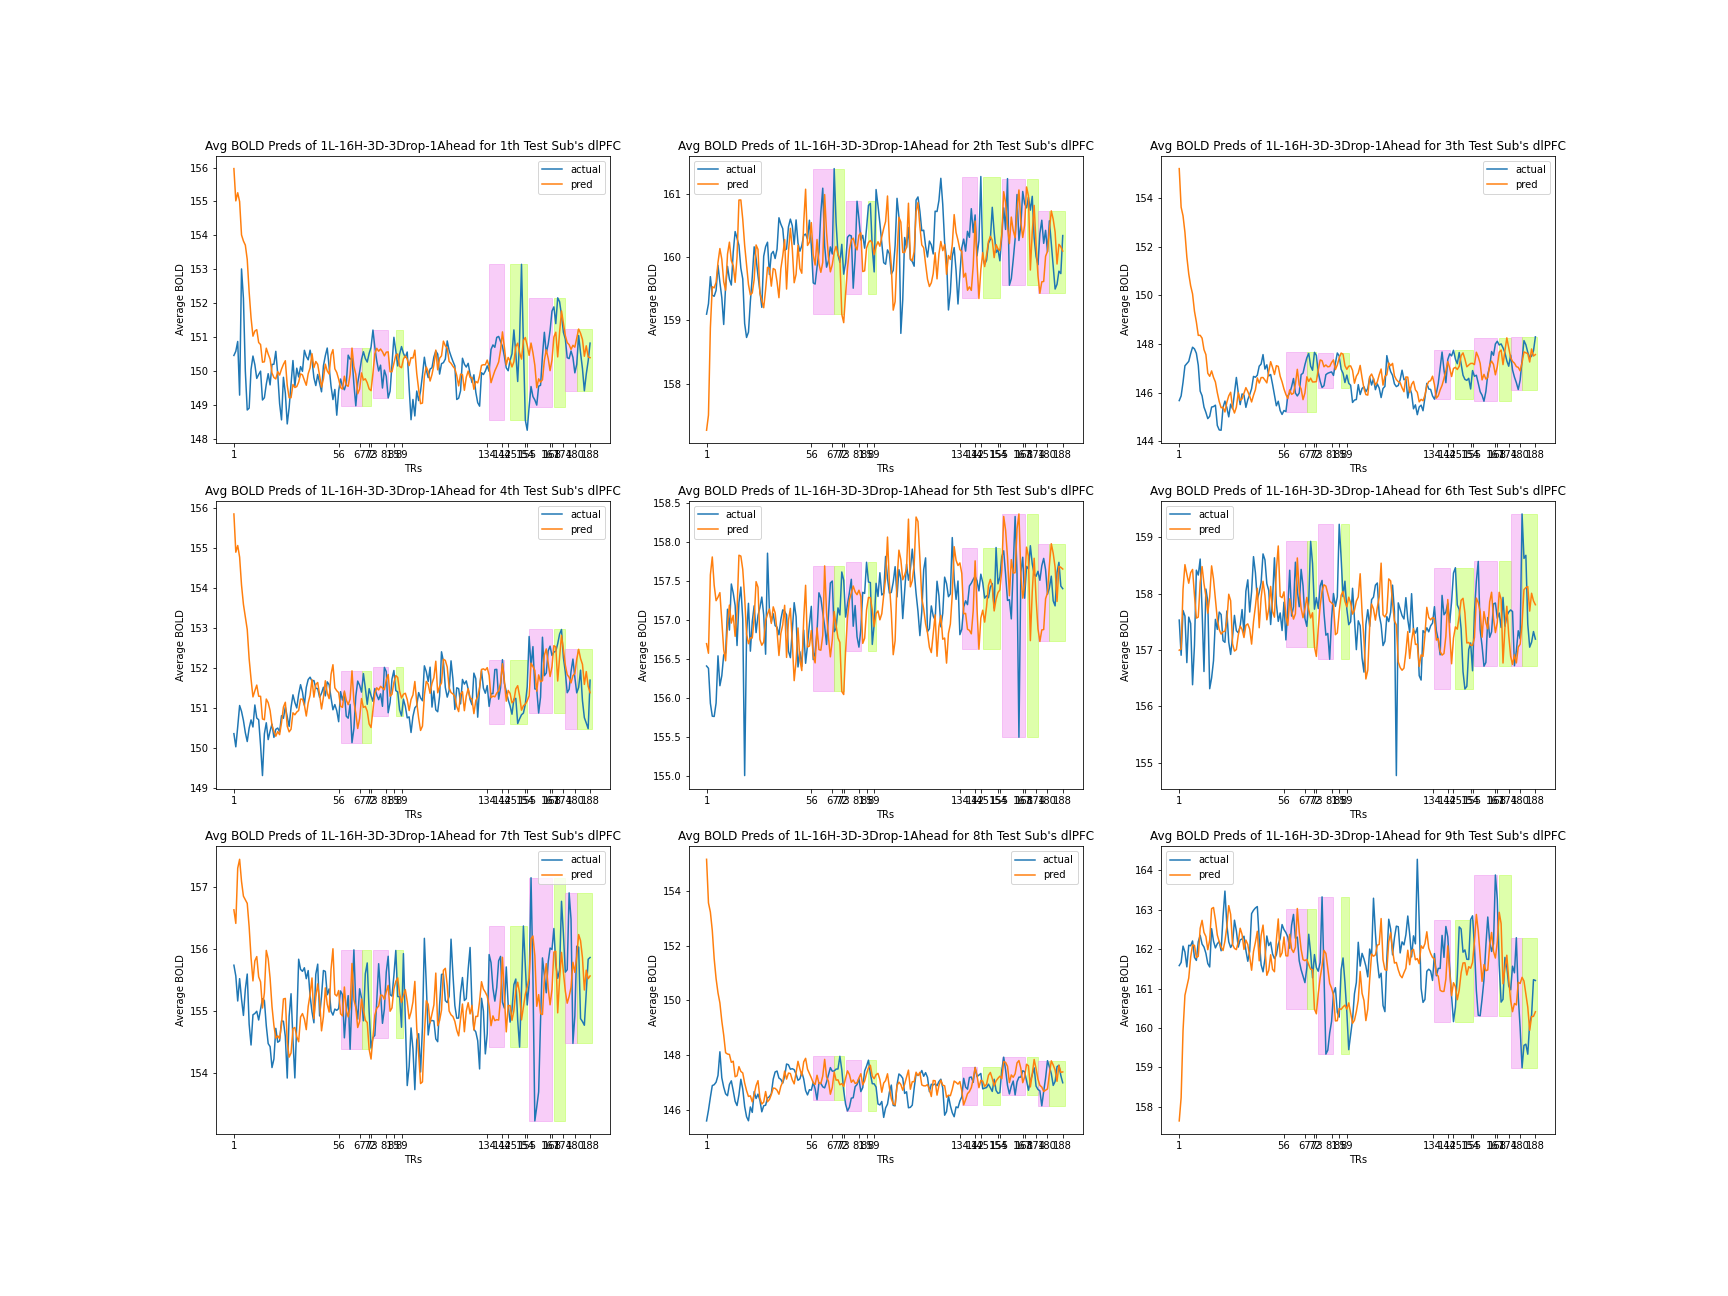 Avg BOLD Preds of 1L-16H-3D-3Drop-1Ahead for 1th Test Sub's dlPFC
actual
pred
156
155
154
153
152
151
150
149
148
Average BOLD
1 56
TRs
Avg BOLD Preds of 1L-16H-3D-3Drop-1Ahead for 2th Test Sub's dlPFC
actual
pred
161
160
159
158
Average BOLD
1 56
TRs
Avg BOLD Preds of 1L-16H-3D-3Drop-1Ahead for 3th Test Sub's dlPFC
actual
pred
154
152
150
148
146
144
Average BOLD
1 56
TRs
Avg BOLD Preds of 1L-16H-3D-3Drop-1Ahead for 4th Test Sub's dlPFC
actual
pred
156
155
154
153
152
151
150
149
Average BOLD
1 56
TRs
Avg BOLD Preds of 1L-16H-3D-3Drop-1Ahead for 5th Test Sub's dlPFC
actual
pred
158.5
158.0
157.5
157.0
156.5
156.0
155.5
155.0
Average BOLD
1 56
TRs
Avg BOLD Preds of 1L-16H-3D-3Drop-1Ahead for 6th Test Sub's dlPFC
actual
pred
159
158
157
156
155
Average BOLD
1 56
TRs
Avg BOLD Preds of 1L-16H-3D-3Drop-1Ahead for 7th Test Sub's dlPFC
actual
pred
157
156
155
154
Average BOLD
1 56
TRs
Avg BOLD Preds of 1L-16H-3D-3Drop-1Ahead for 8th Test Sub's dlPFC
actual
pred
154
152
150
148
146
Average BOLD
1 56
TRs
Avg BOLD Preds of 1L-16H-3D-3Drop-1Ahead for 9th Test Sub's dlPFC
actual
pred
164
163
162
161
160
159
158
Average BOLD
1 56
TRs